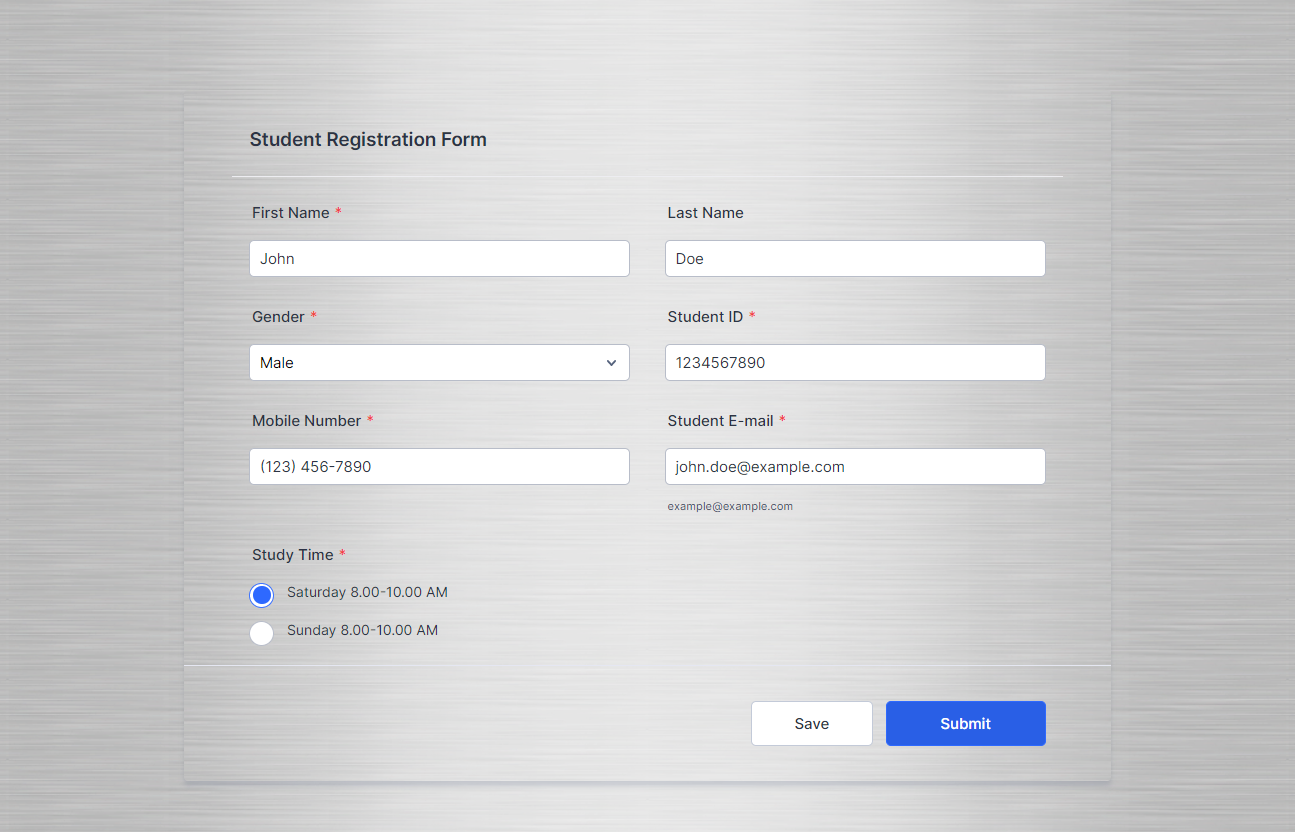 Student Registration Form
First Name *
Last Name
John
Doe
Gender *
Student ID *
Male
1234567890
Mobile Number *
Student E-mail *
(123) 456-7890
john.doe@example.com
example@example.com
Study Time *
Saturday 8.00-10.00 AM
Sunday 8.00-10.00 AM
Save
Submit